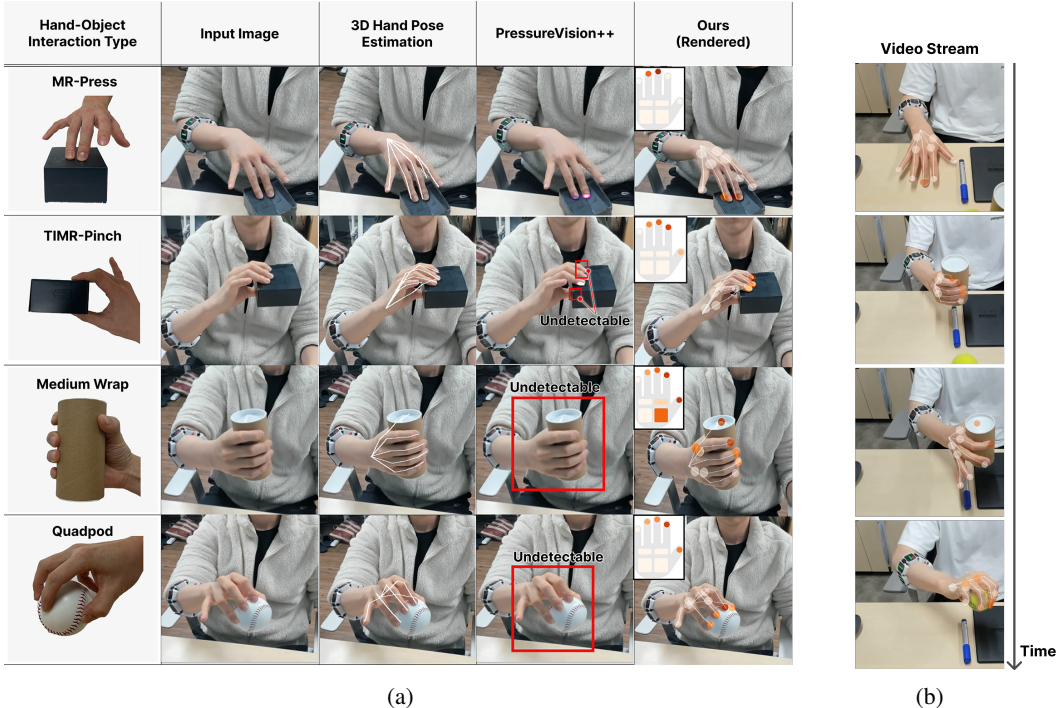 Hand-Object
Interaction Type
Input Image
3D Hand Pose
Estimation
PressureVision++
Ours
(Rendered)
MR-Press
TIMR-Pinch
Undetectable
Medium Wrap
Undetectable
Quadpod
Undetectable
(a)
Video Stream
Time
(b)